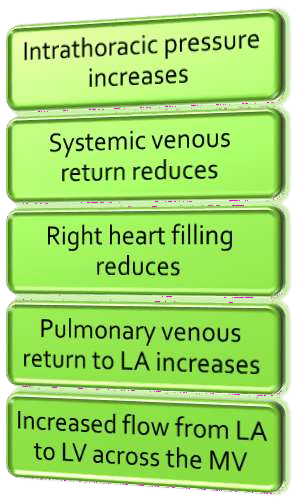 Intrathoracic pressure
increases
Systemic venous
return reduces
Right heart filling
reduces
Pulmonary venous
return to LA increases
Increased flow from LA
to LV across the MV